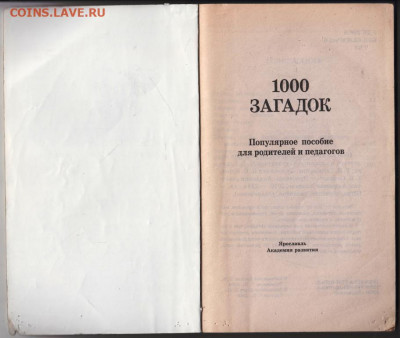 COINS.LAVE.RU
1000
ЗАГАДОК
Популярное пособие
для родителей и педагогов
Ярославль
Академия развития